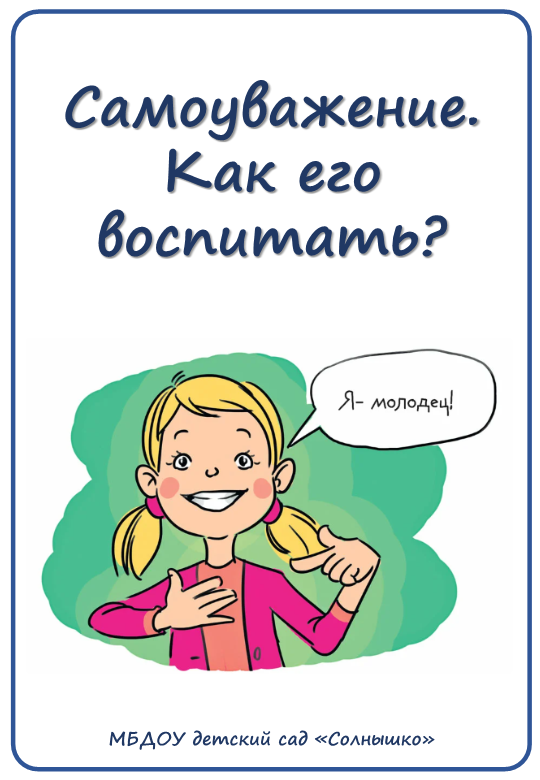 Самоуважение.
Как его
воспитать?
Я- молодец!
МБДОУ детский сад «Солнышко»